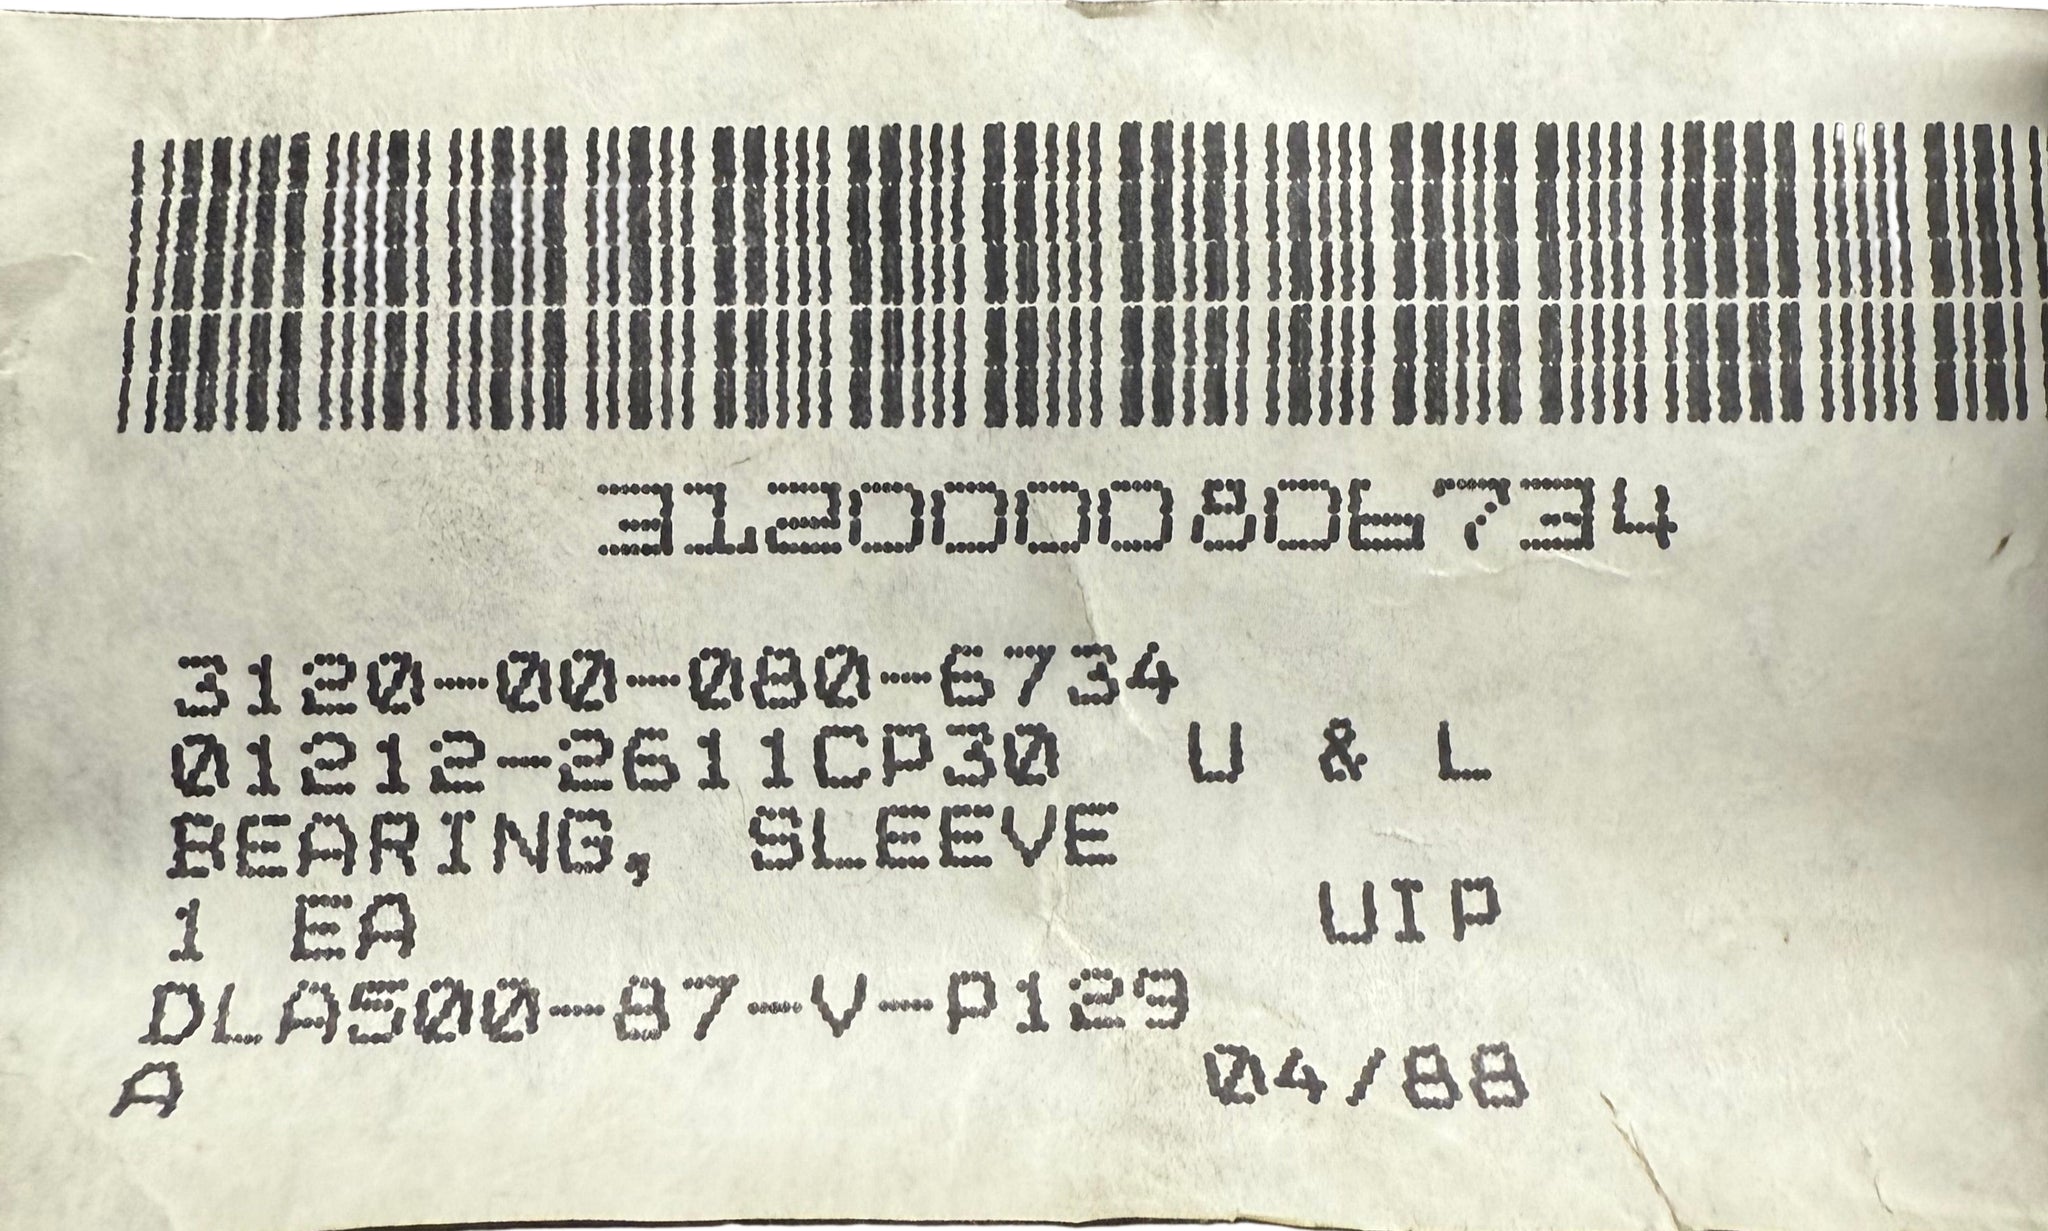 3120000806734
3120-00-080-6734
01212-2611CP30 U & L
BEARING, SLEEVE
1 EA UIP
DLA500-87-V-P129
A 04/88